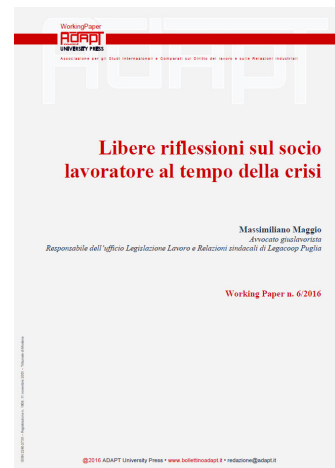 WorkingPaper
ADAPT
UNIVERSITY PRESS
Associazione per gli Studi Internazionali e Comparati sul Diritto del lavoro e sulle Relazioni industriali
Libere riflessioni sul socio
lavoratore al tempo della crisi
Massimiliano Maggio
Avvocato giuslavorista
Responsabile dell'ufficio Legislazione Lavoro e Relazioni sindacali di Legacoop Puglia
Working Paper n. 6/2016
@2016 ADAPT University Press • www.bollettinoadapt.it • redazione@adapt.it